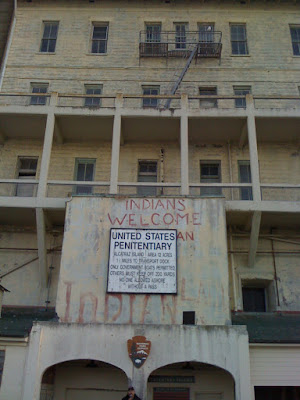 INDIANS
WELCOME
UNITED STATES
PENITENTIARY
ALCATRAZ ISLAND AREA 12 ACRES
1½ MILES TO TRANSPORT DOCK
ONLY GOVERNMENT BOATS PERMITTED
OTHERS MUST KEEP OFF 200 YARDS
NO ONE ALLOWED ASHORE
WITHOUT A PASS
INDIAN